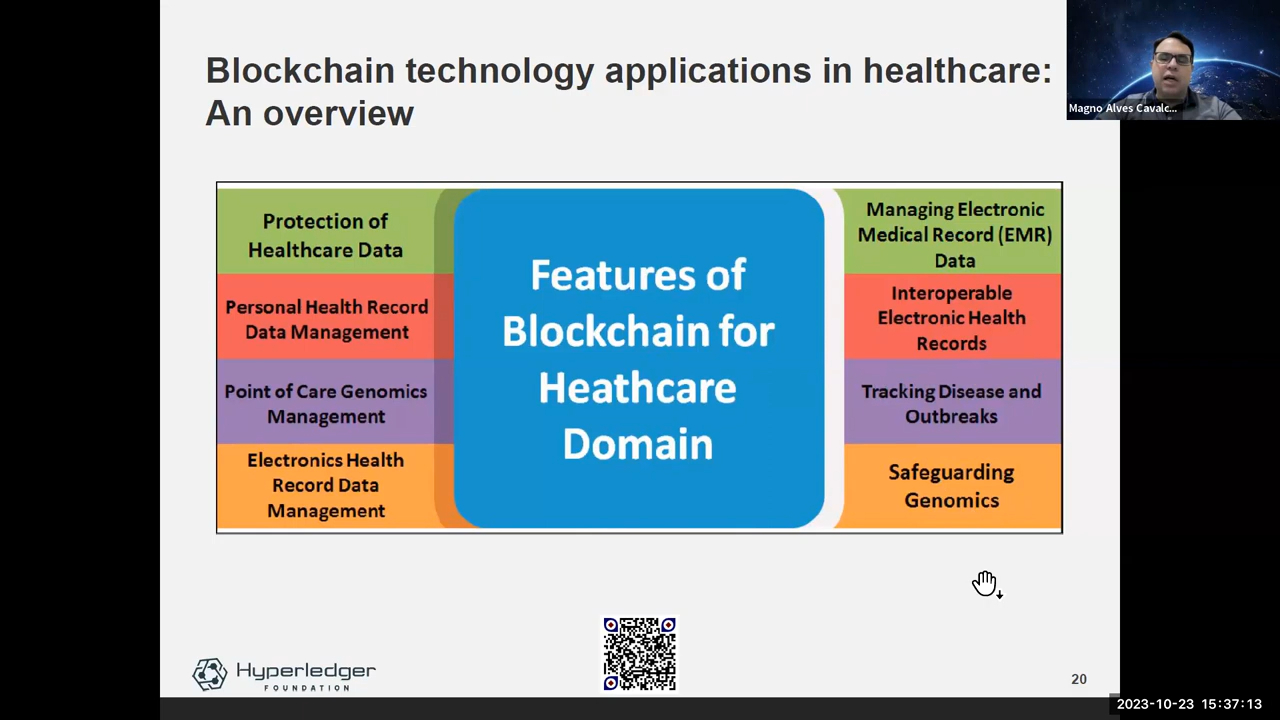 Blockchain technology applications in healthcare:
An overview
Magno Alves Cavalc...
Protection of
Healthcare Data
Personal Health Record
Data Management
Point of Care Genomics
Management
Electronics Health
Record Data
Management
Features of
Blockchain for
Heathcare
Domain
Managing Electronic
Medical Record (EMR)
Data
Interoperable
Electronic Health
Records
Tracking Disease and
Outbreaks
Safeguarding
Genomics
Hyperledger
FOUNDATION
20
2023-10-23 15:37:13